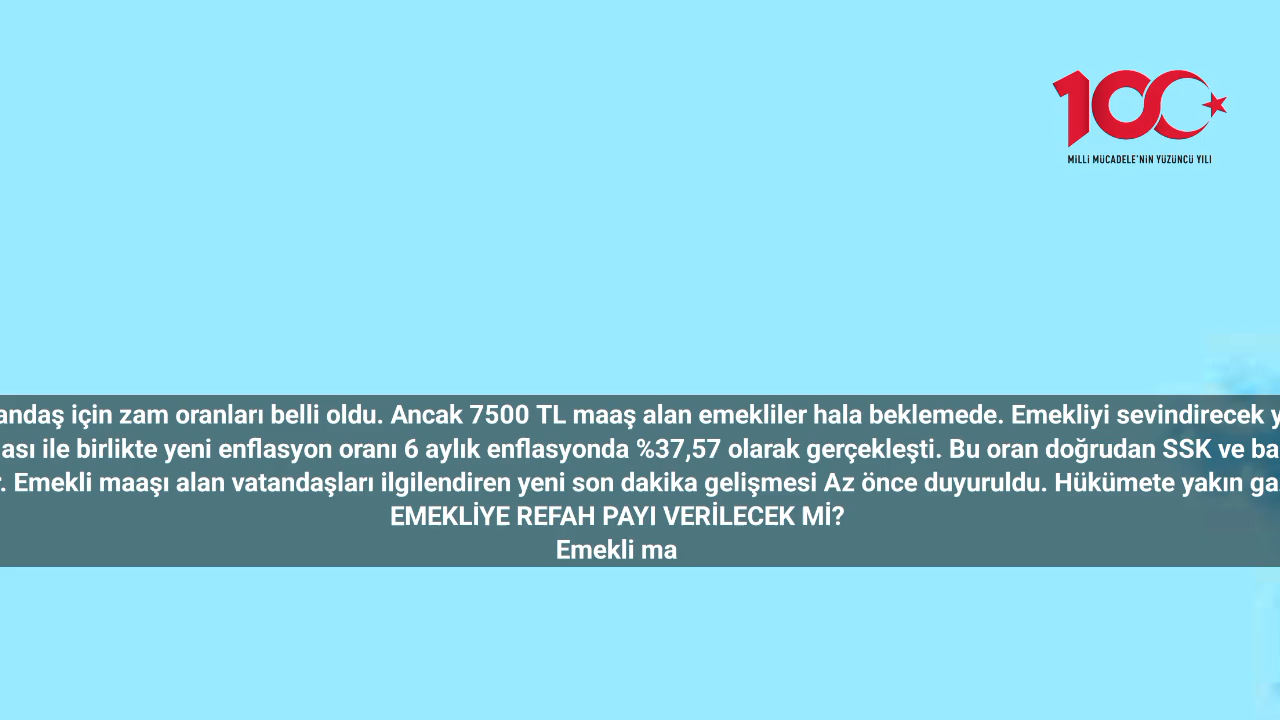 100
MİLLİ MÜCADELE'NİN YÜZÜNCÜ YILI
andaş için zam oranları belli oldu. Ancak 7500 TL maaş alan emekliler hala beklemede. Emekliyi sevindirecek y
ası ile birlikte yeni enflasyon oranı 6 aylık enflasyonda %37,57 olarak gerçekleşti. Bu oran doğrudan SSK ve ba
. Emekli maaşı alan vatandaşları ilgilendiren yeni son dakika gelişmesi Az önce duyuruldu. Hükümete yakın ga
EMEKLİYE REFAH PAYI VERİLECEK Mİ?
Emekli ma